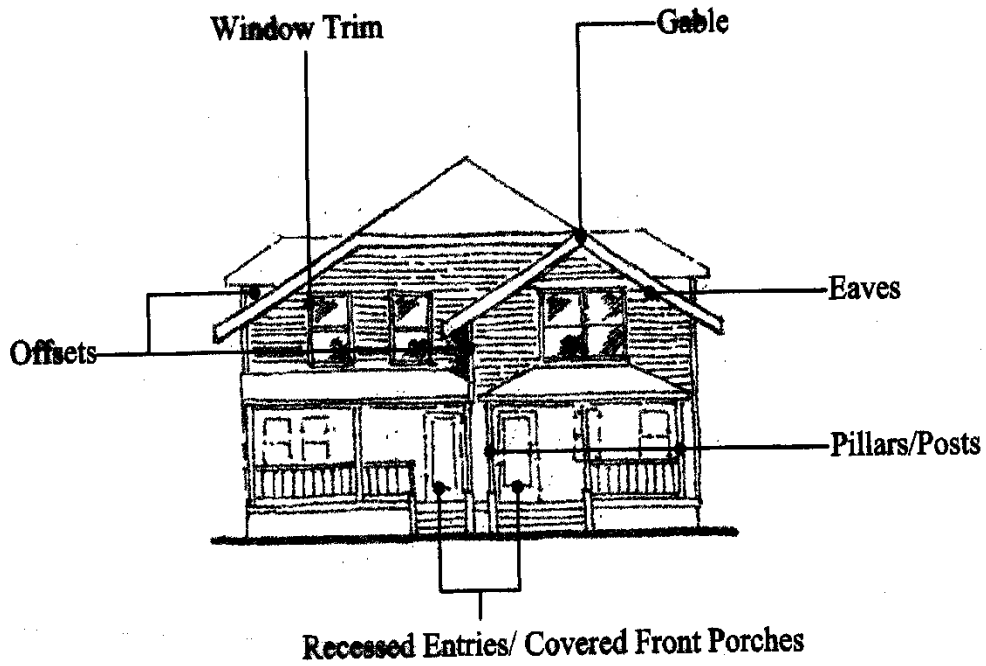 Window Trim
Gable
Eaves
Offsets
Pillars/Posts
Recessed Entries/ Covered Front Porches